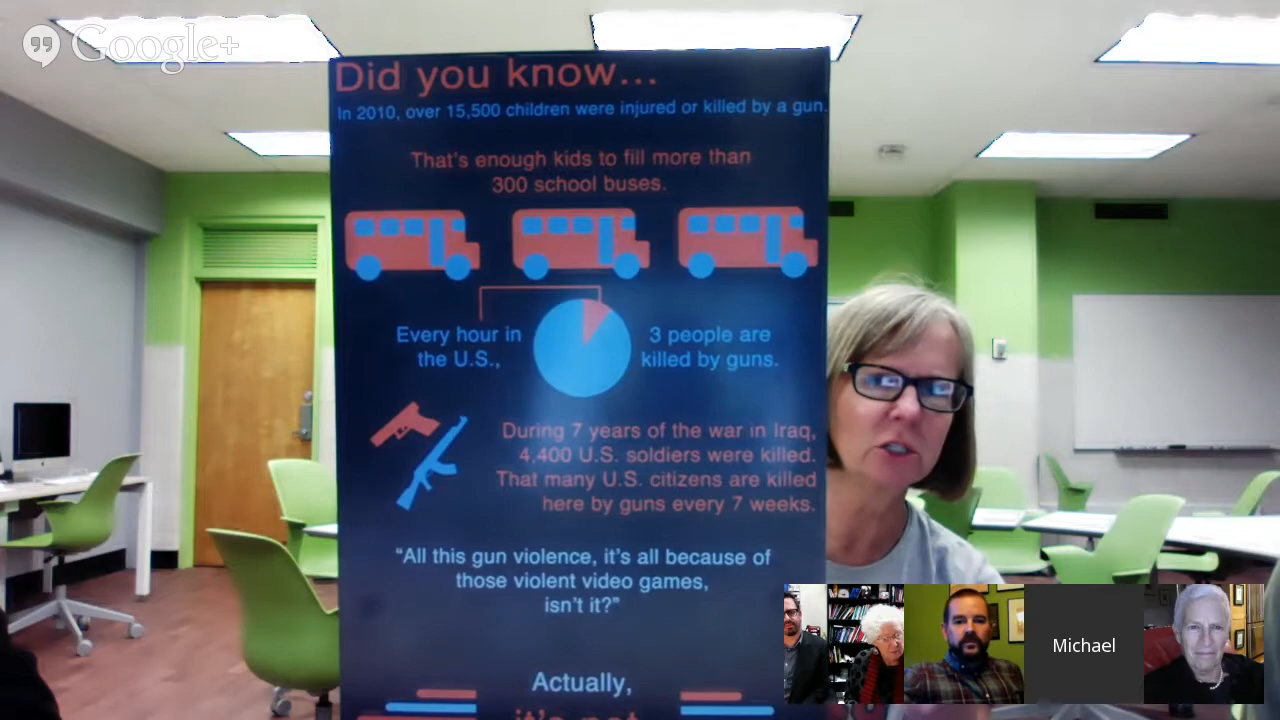 Google+
Did you know...
In 2010, over 15,500 children were injured or killed by a gun.
That's enough kids to fill more than
300 school buses.
Every hour in
the U.S.,
3 people are
killed by guns.
During 7 years of the war in Iraq,
4,400 U.S. soldiers were killed.
That many U.S. citizens are killed
here by guns every 7 weeks.
“All this gun violence, it's all because of
those violent video games,
isn't it?”
Actually,
it's not
Michael